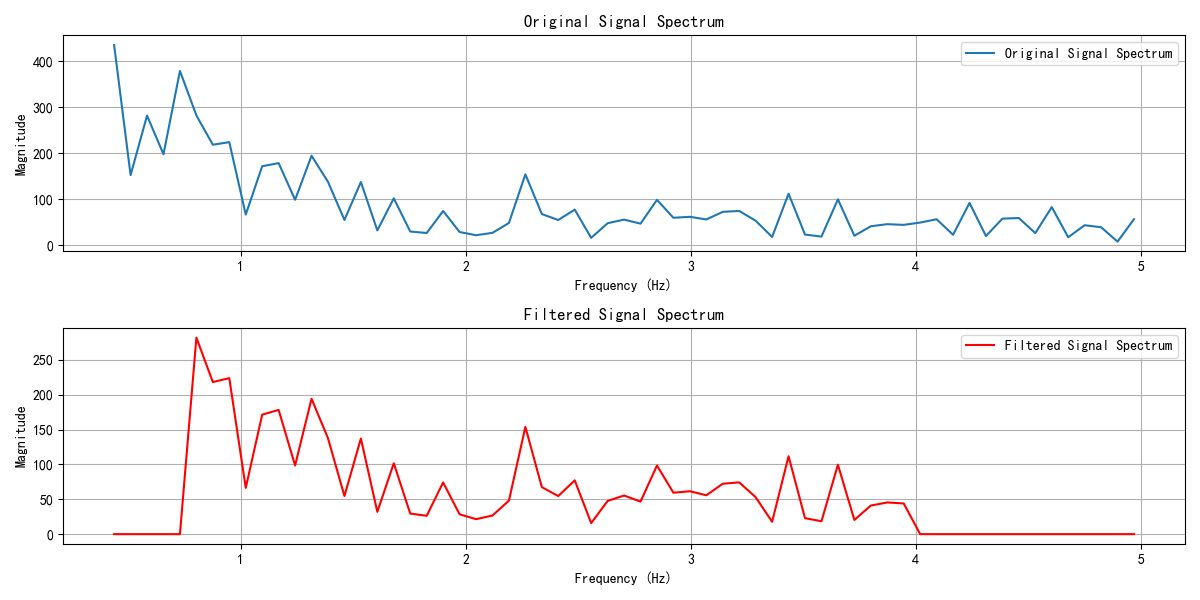 Original Signal Spectrum
Original Signal Spectrum
400
300
200
100
0
Magnitude
1 2 3 4 5
Frequency (Hz)
Filtered Signal Spectrum
Filtered Signal Spectrum
250
200
150
100
50
0
Magnitude
1 2 3 4 5
Frequency (Hz)